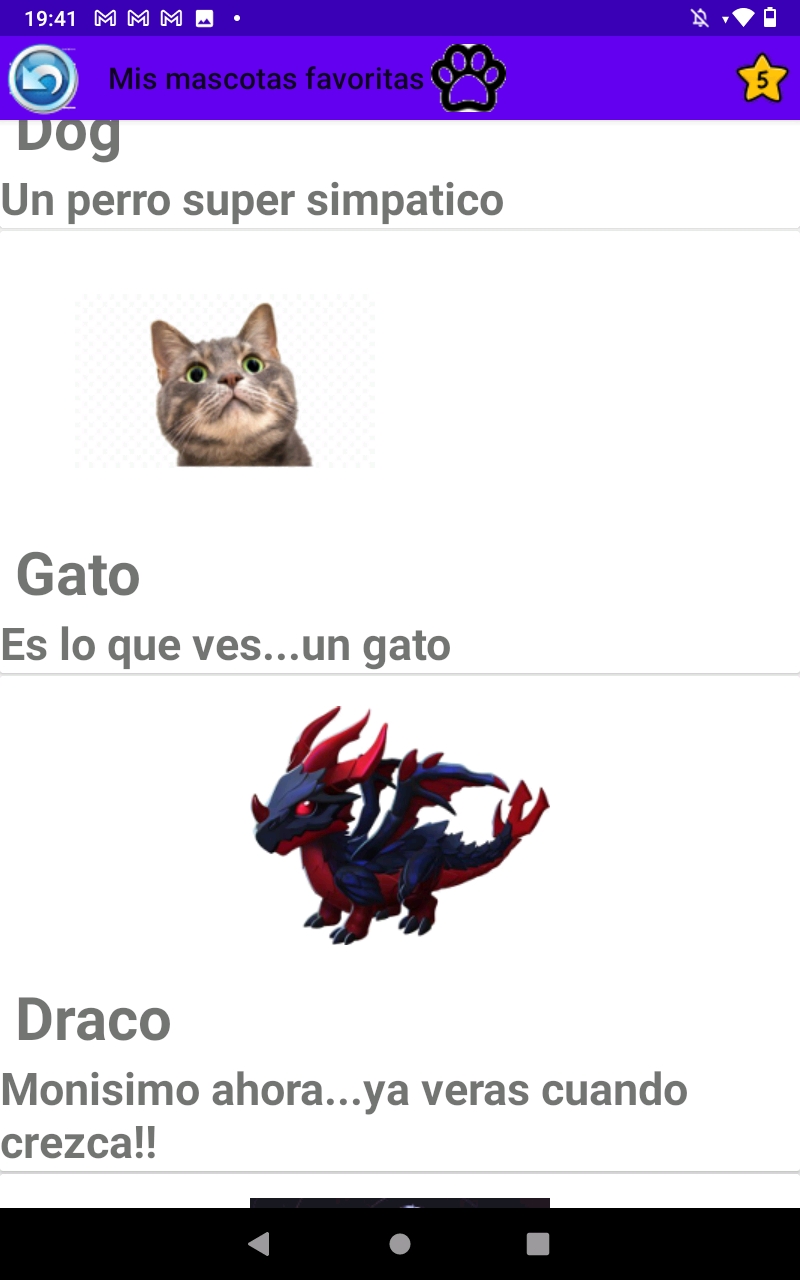 19:41
Mis mascotas favoritas
5
Dog
Un perro super simpatico
Gato
Es lo que ves...un gato
Draco
Monisimo ahora...ya veras cuando
crezca!!